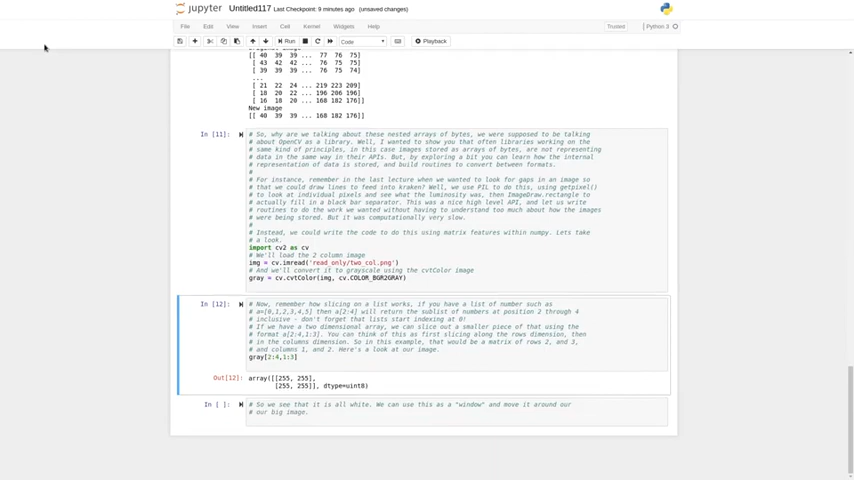 jupyter Untitled117 Last Checkpoint: 9 minutes ago (unsaved changes)
File Edit View Insert Cell Kernel Widgets Help Trusted Python 3
Run Code Playback
[[ 40 39 39 ... 77 76 75]
[ 43 42 42 ... 76 75 75]
[ 39 39 39 ... 76 75 74]
...
[ 21 22 24 ... 219 223 209]
[ 18 20 22 ... 196 206 196]
[ 16 18 20 ... 168 182 176]]
New image
[[ 40 39 39 ... 168 182 176]]
In [11]: # So, why are we talking about these nested arrays of bytes, we were supposed to be talking
# about OpenCV as a library. Well, I wanted to show you that often libraries working on the
# same kind of principles, in this case images stored as arrays of bytes, are not representing
# data in the same way in their APIs. But, by exploring a bit you can learn how the internal
# representation of data is stored, and build routines to convert between formats.
#
# For instance, remember in the last lecture when we wanted to look for gaps in an image so
# that we could draw lines to feed into kraken? Well, we use PIL to do this, using getpixel()
# to look at individual pixels and see what the luminosity was, then ImageDraw.rectangle to
# actually fill in a black bar separator. This was a nice high level API, and let us write
# routines to do the work we wanted without having to understand too much about how the images
# were being stored. But it was computationally very slow.
#
# Instead, we could write the code to do this using matrix features within numpy. Lets take
# a look.
import cv2 as cv
# We'll load the 2 column image
img = cv.imread('read_only/two_col.png')
# And we'll convert it to grayscale using the cvtColor image
gray = cv.cvtColor(img, cv.COLOR_BGR2GRAY)
In [12]: # Now, remember how slicing on a list works, if you have a list of number such as
# a=[0,1,2,3,4,5] then a[2:4] will return the sublist of numbers at position 2 through 4
# inclusive - don't forget that lists start indexing at 0!
# If we have a two dimensional array, we can slice out a smaller piece of that using the
# format a[2:4,1:3]. You can think of this as first slicing along the rows dimension, then
# in the columns dimension. So in this example, that would be a matrix of rows 2, and 3,
# and columns 1, and 2. Here's a look at our image.
gray[2:4,1:3]
Out[12]: array([[255, 255],
[255, 255]], dtype=uint8)
In [ ]: # So we see that it is all white. We can use this as a "window" and move it around our
# our big image.